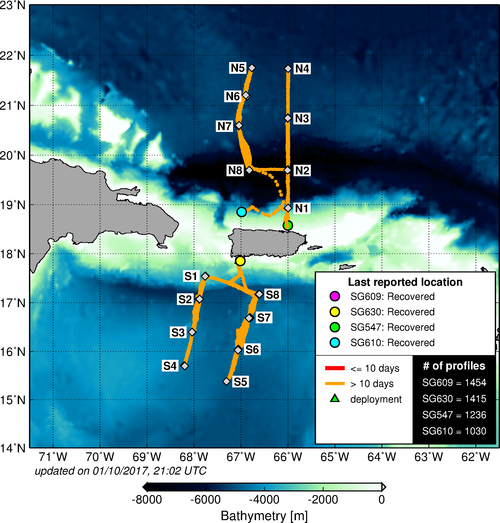 23˚N
22˚N
21˚N
20˚N
19˚N
18˚N
17˚N
16˚N
15˚N
14˚N
N5
N4
N6
N3
N7
N8
N2
N1
S1
S2
S8
S7
S3
S6
S4
S5
Last reported location
SG609: Recovered
SG630: Recovered
SG547: Recovered
SG610: Recovered
<= 10 days
> 10 days
deployment
# of profiles
SG609 = 1454
SG630 = 1415
SG547 = 1236
SG610 = 1030
71˚W 70˚W 69˚W 68˚W 67˚W 66˚W 65˚W 64˚W 63˚W 62˚W
updated on 01/10/2017, 21:02 UTC
-8000 -6000 -4000 -2000 0
Bathymetry [m]